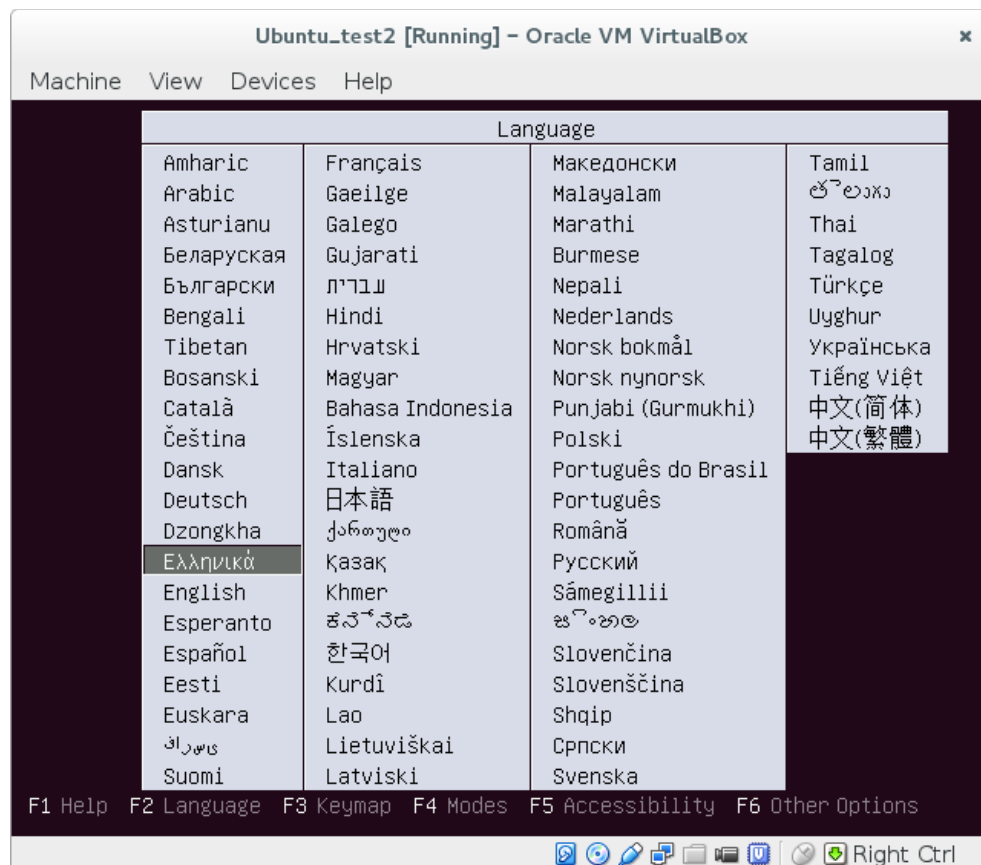 Ubuntu_test2 [Running] – Oracle VM VirtualBox
Machine View Devices Help
Language
Amharic
Arabic
Asturianu
Беларуская
Български
Bengali
Tibetan
Bosanski
Català
Čeština
Dansk
Deutsch
Dzongkha
Ελληνικά
English
Esperanto
Español
Eesti
Euskara
فارسی
Suomi
Français
Gaeilge
Galego
Gujarati
עברית
Hindi
Hrvatski
Magyar
Bahasa Indonesia
Íslenska
Italiano
日本語
ქართული
Қазақ
Khmer
ಕನ್ನಡ
한국어
Kurdî
Lao
Lietuviškai
Latviski
Македонски
Malayalam
Marathi
Burmese
Nepali
Nederlands
Norsk bokmål
Norsk nynorsk
Punjabi (Gurmukhi)
Polski
Português do Brasil
Português
Română
Русский
Sámegillii
සිංහල
Slovenčina
Slovenščina
Shqip
Српски
Svenska
Tamil
తెలుగు
Thai
Tagalog
Türkçe
Uyghur
Українська
Tiếng Việt
中文(简体)
中文(繁體)
F1 Help F2 Language F3 Keymap F4 Modes F5 Accessibility F6 Other Options
Right Ctrl